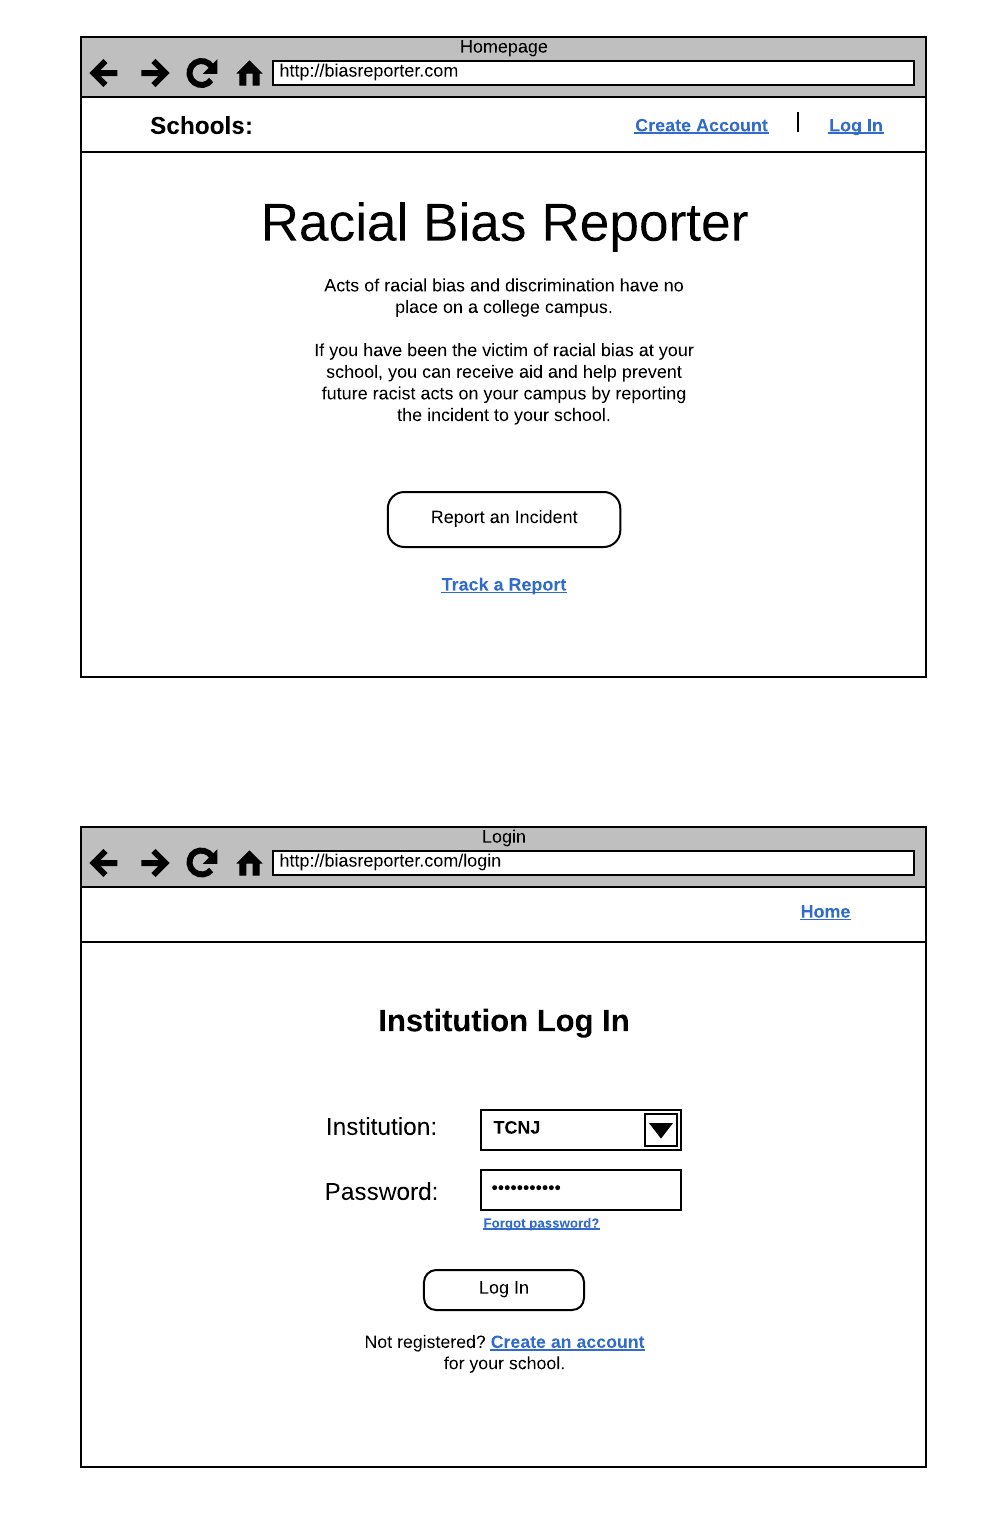 Homepage
http://biasreporter.com
Schools:
Create Account | Log In
Racial Bias Reporter
Acts of racial bias and discrimination have no
place on a college campus.
If you have been the victim of racial bias at your
school, you can receive aid and help prevent
future racist acts on your campus by reporting
the incident to your school.
Report an Incident
Track a Report
Login
http://biasreporter.com/login
Home
Institution Log In
Institution: TCNJ
Password: •••••••••••
Forgot password?
Log In
Not registered? Create an account
for your school.